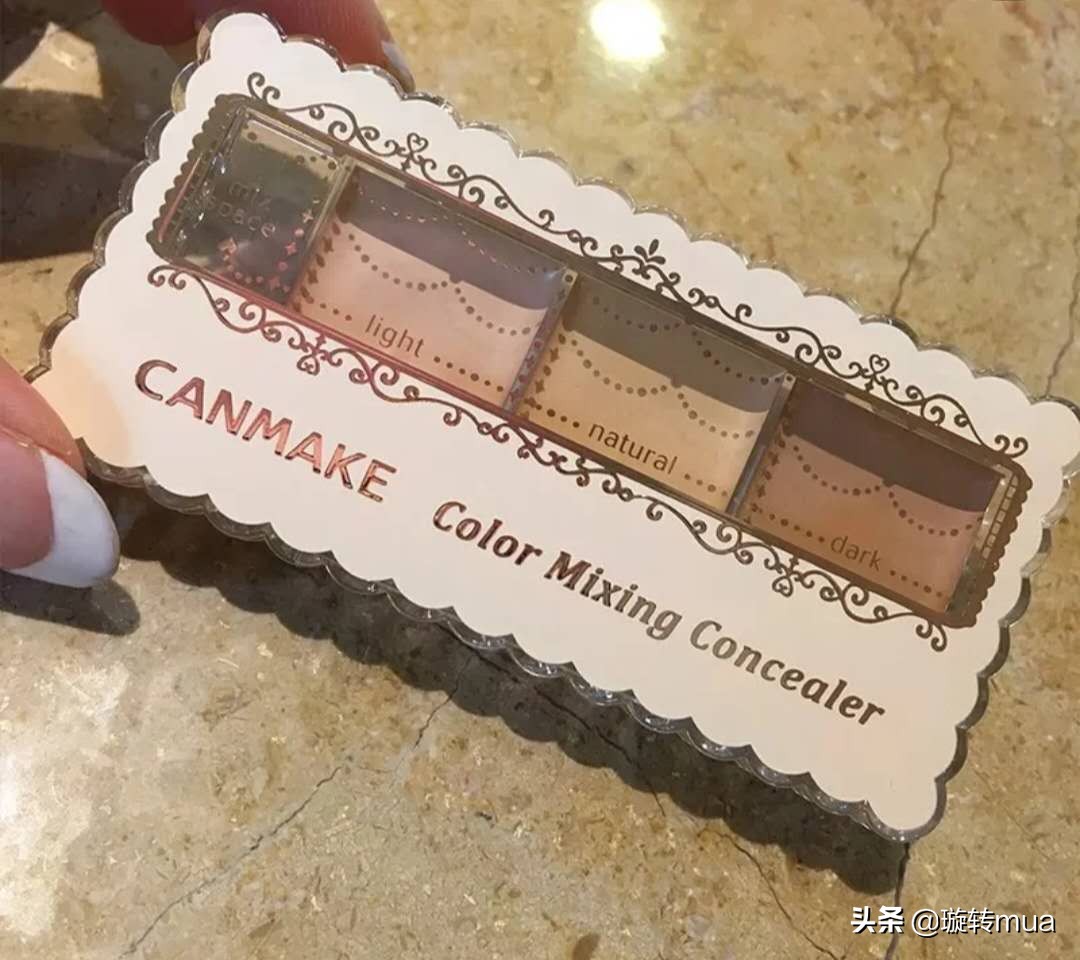 mix
space
light
natural
dark
CANMAKE
Color Mixing Concealer
头条 @璇转mua